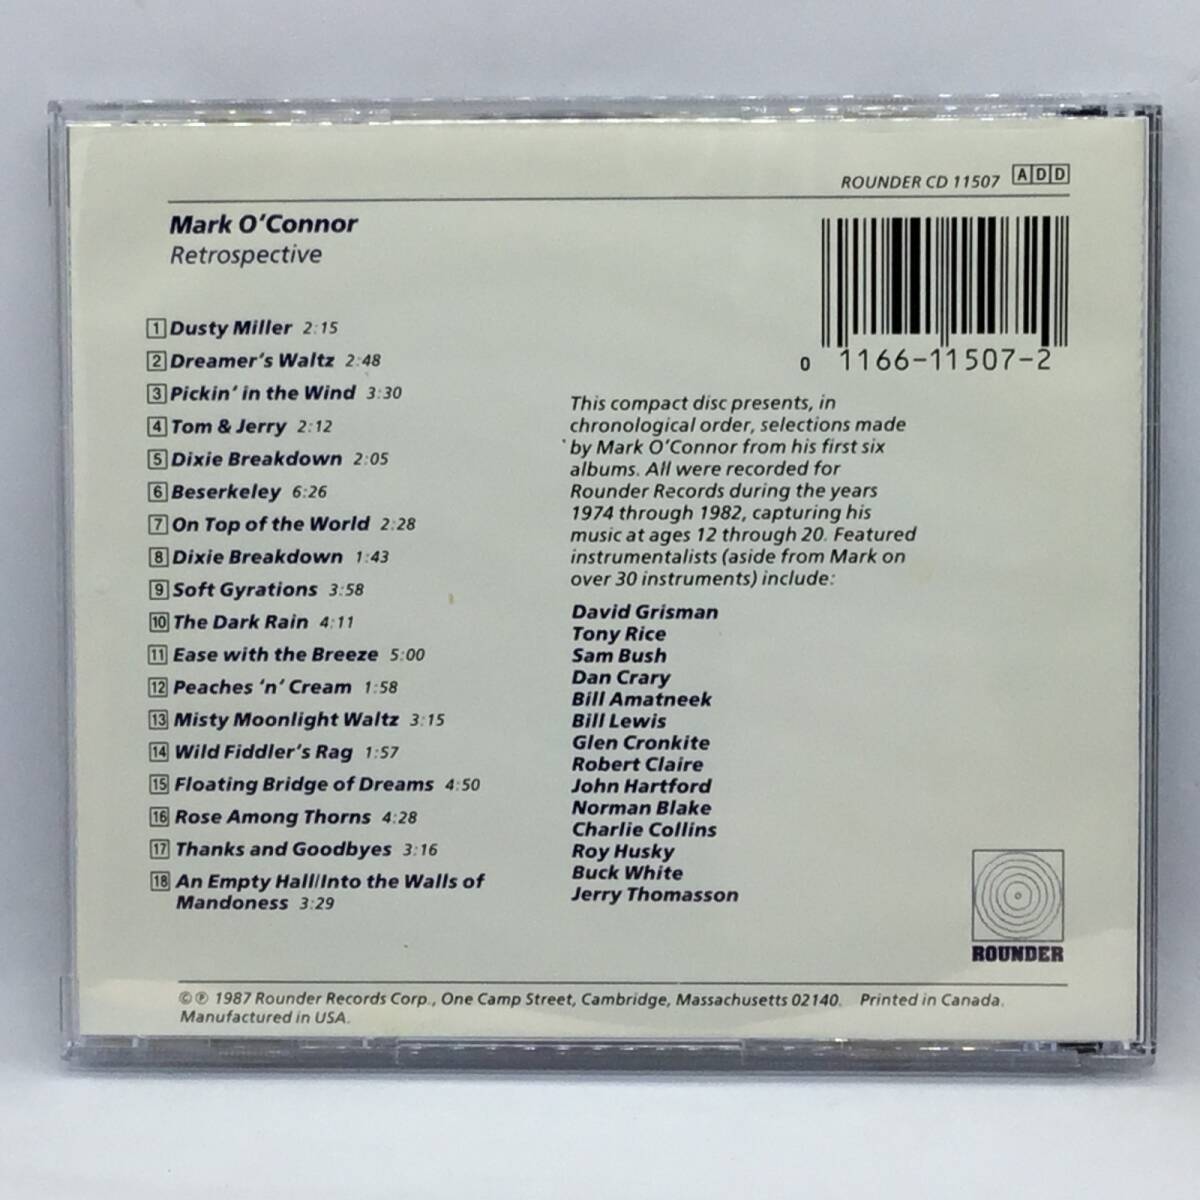 ROUNDER CD 11507 ADD
Mark O'Connor
Retrospective
0 1166-11507-2
1 Dusty Miller 2:15
2 Dreamer's Waltz 2:48
3 Pickin' in the Wind 3:30
4 Tom & Jerry 2:12
5 Dixie Breakdown 2:05
6 Beserkeley 6:26
7 On Top of the World 2:28
8 Dixie Breakdown 1:43
9 Soft Gyrations 3:58
10 The Dark Rain 4:11
11 Ease with the Breeze 5:00
12 Peaches 'n' Cream 1:58
13 Misty Moonlight Waltz 3:15
14 Wild Fiddler's Rag 1:57
15 Floating Bridge of Dreams 4:50
16 Rose Among Thorns 4:28
17 Thanks and Goodbyes 3:16
18 An Empty Hall/Into the Walls of
Mandoness 3:29
This compact disc presents, in
chronological order, selections made
by Mark O'Connor from his first six
albums. All were recorded for
Rounder Records during the years
1974 through 1982, capturing his
music at ages 12 through 20. Featured
instrumentalists (aside from Mark on
over 30 instruments) include:
David Grisman
Tony Rice
Sam Bush
Dan Crary
Bill Amatneek
Bill Lewis
Glen Cronkite
Robert Claire
John Hartford
Norman Blake
Charlie Collins
Roy Husky
Buck White
Jerry Thomasson
ROUNDER
©℗ 1987 Rounder Records Corp., One Camp Street, Cambridge, Massachusetts 02140. Printed in Canada.
Manufactured in USA.